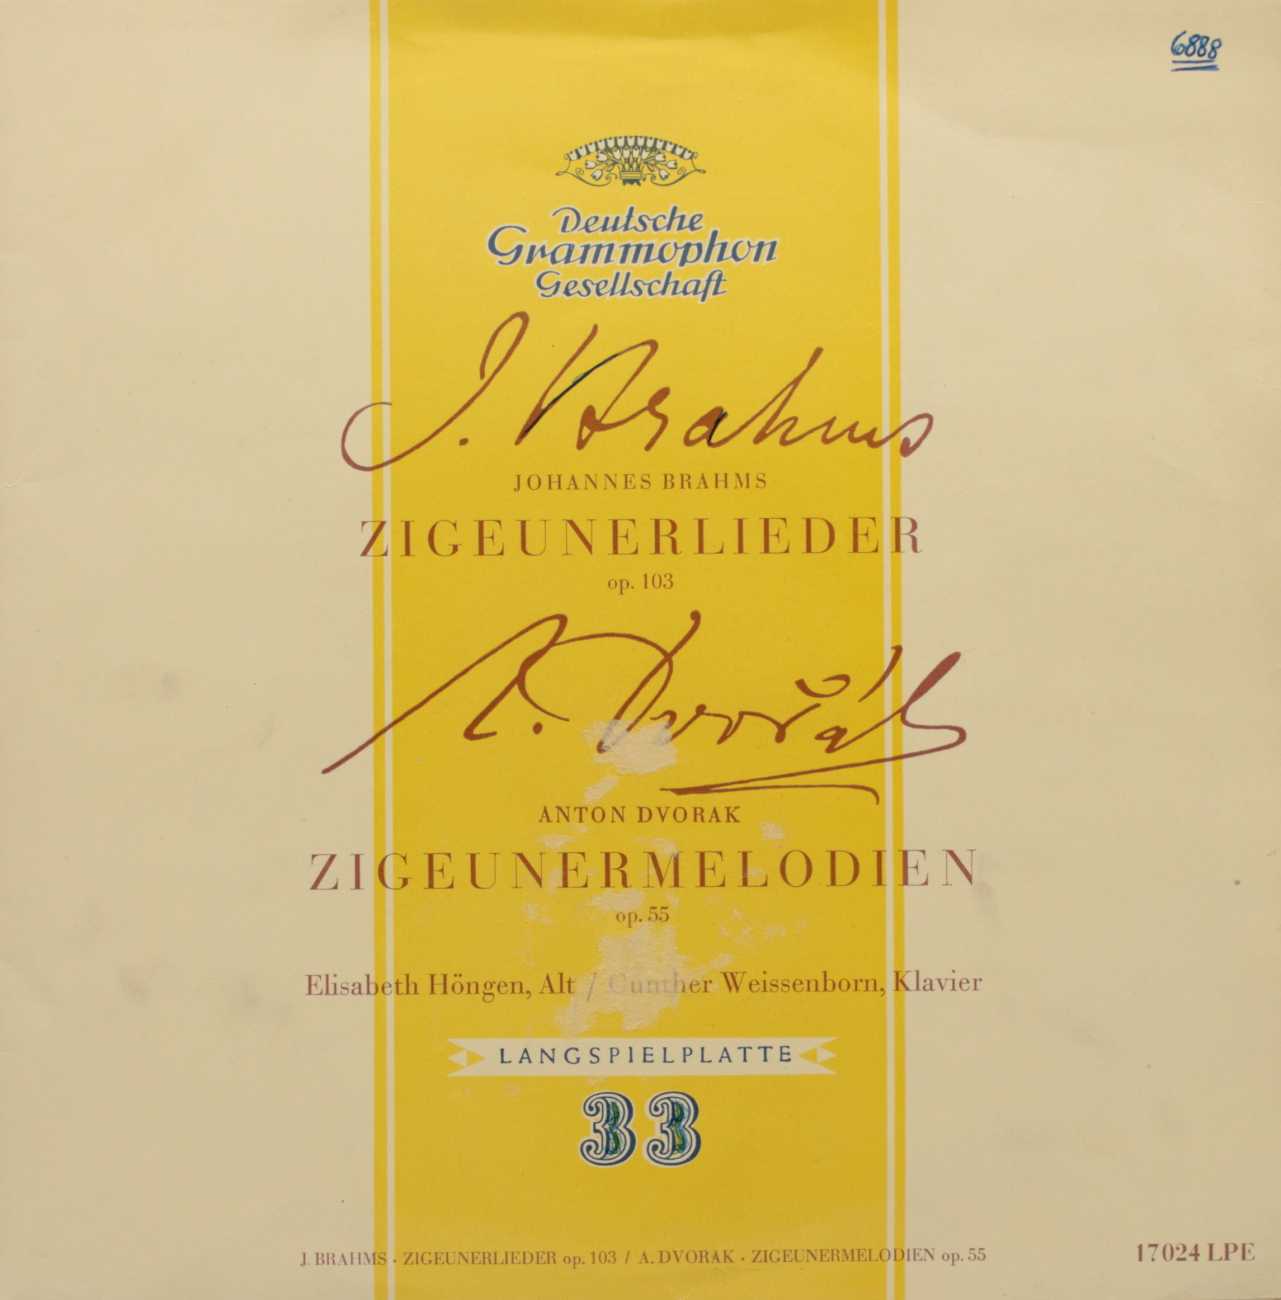 6888
Deutsche
Grammophon
Gesellschaft
J. Brahms
JOHANNES BRAHMS
ZIGEUNERLIEDER
op. 103
A. Dvořák
ANTON DVORAK
ZIGEUNERMELODIEN
op. 55
Elisabeth Höngen, Alt / Gunther Weissenborn, Klavier
LANGSPIELPLATTE
33
J. BRAHMS · ZIGEUNERLIEDER op. 103 / A. DVORAK · ZIGEUNERMELODIEN op. 55
17024 LPE